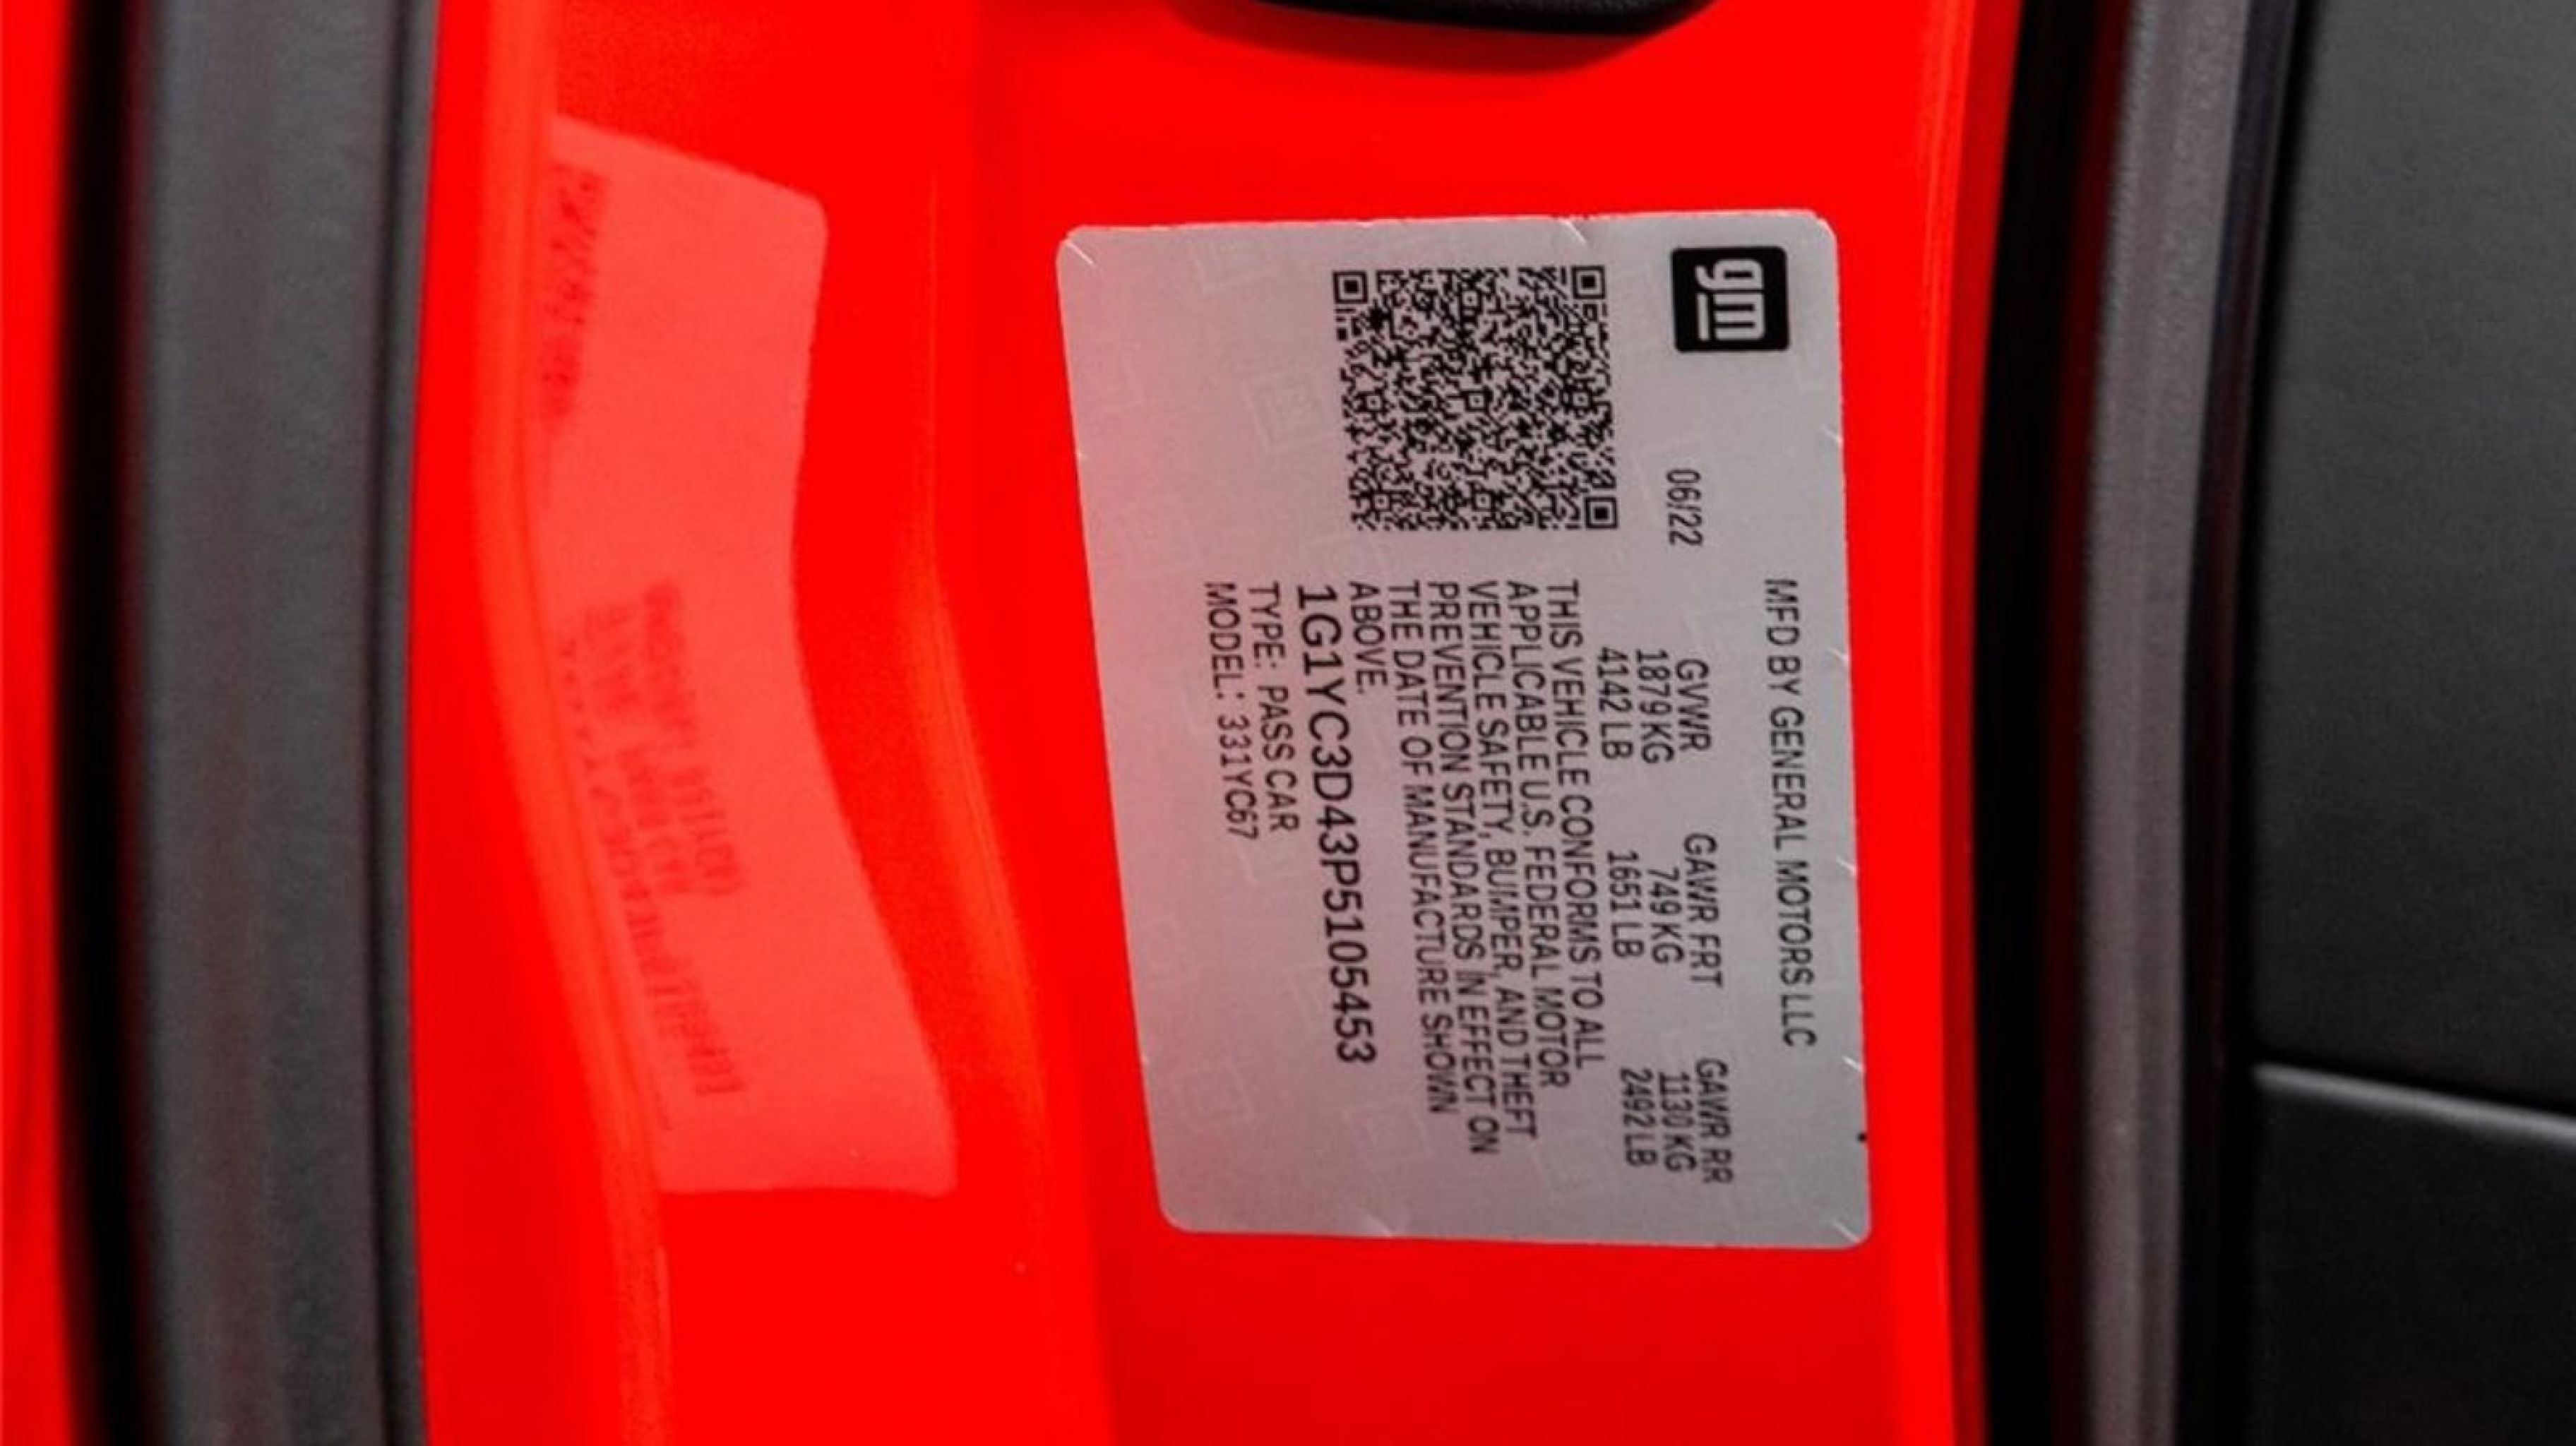 gm
MFD BY GENERAL MOTORS LLC
06/22
GVWR GAWR FRT GAWR RR
1879 KG 749 KG 1130 KG
4142 LB 1651 LB 2492 LB
THIS VEHICLE CONFORMS TO ALL
APPLICABLE U.S. FEDERAL MOTOR
VEHICLE SAFETY, BUMPER, AND THEFT
PREVENTION STANDARDS IN EFFECT ON
THE DATE OF MANUFACTURE SHOWN
ABOVE.
1G1YC3D43P5105453
TYPE: PASS CAR
MODEL: 331YC67